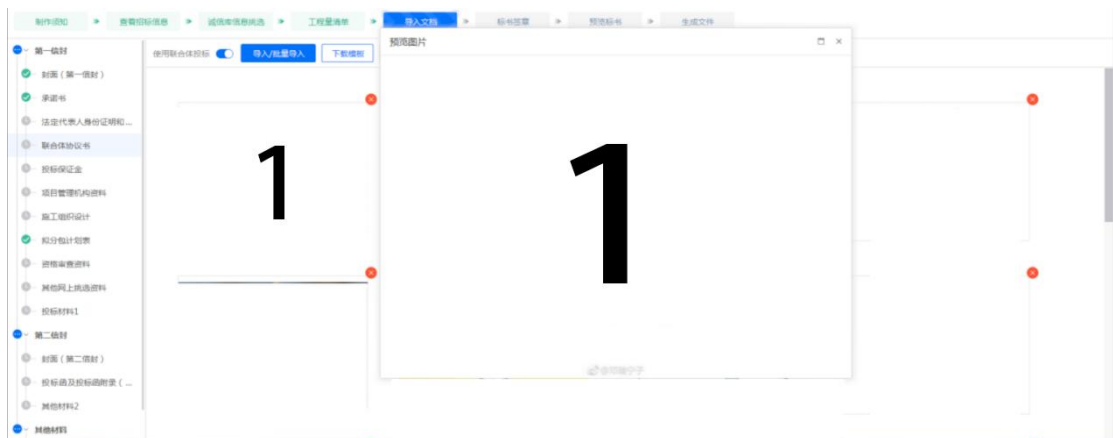 制作须知 查看招标信息 诚信库信息挑选 工程量清单 导入文档 标书签章 预览标书 生成文件
第一信封
封面（第一信封）
承诺书
法定代表人身份证明和...
联合体协议书
投标保证金
项目管理机构资料
施工组织设计
拟分包计划表
资格审查资料
其他网上挑选资料
投标材料1
第二信封
封面（第二信封）
投标函及投标函附录（...
其他材料2
其他材料
使用联合体投标 导入/批量导入 下载模板
1
预览图片
1